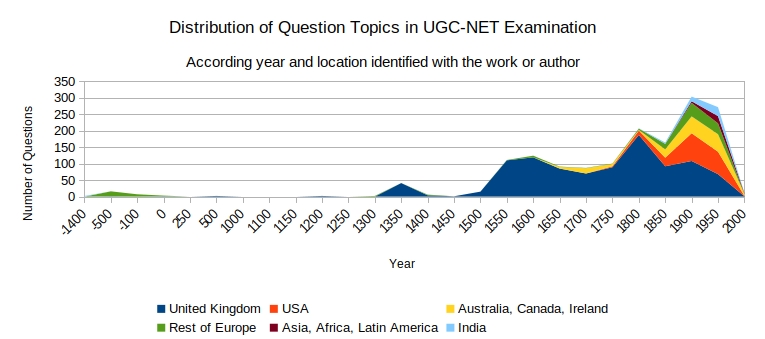 Distribution of Question Topics in UGC-NET Examination
According year and location identified with the work or author
350
300
250
200
150
100
50
0
Number of Questions
-1400 -500 -100 0 250 500 1000 1100 1150 1200 1250 1300 1350 1400 1450 1500 1550 1600 1650 1700 1750 1800 1850 1900 1950 2000
Year
United Kingdom USA Australia, Canada, Ireland
Rest of Europe Asia, Africa, Latin America India